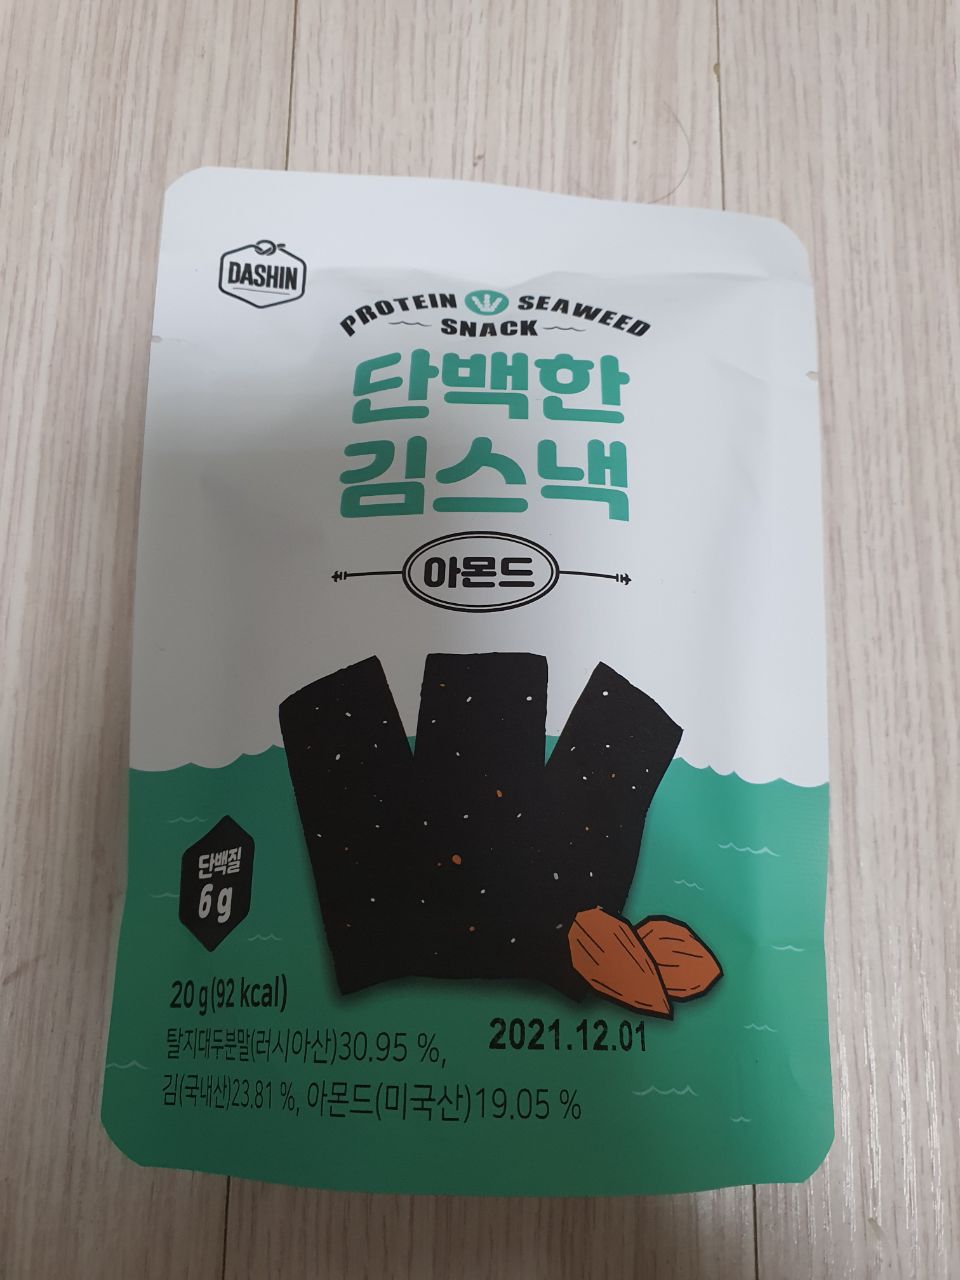 DASHIN
PROTEIN SEAWEED
SNACK
단백한
김스낵
아몬드
단백질
6 g
20 g(92 kcal)
탈지대두분말(러시아산)30.95 %,
2021.12.01
김(국내산)23.81 %, 아몬드(미국산)19.05 %